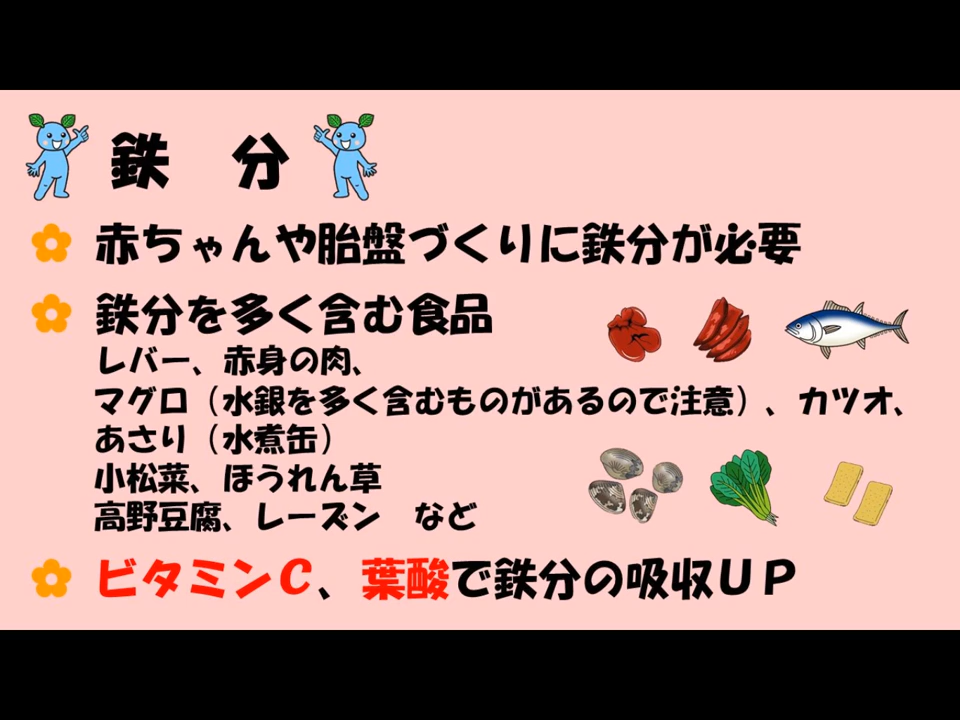 鉄　分
赤ちゃんや胎盤づくりに鉄分が必要
鉄分を多く含む食品
レバー、赤身の肉、
マグロ（水銀を多く含むものがあるので注意）、カツオ、
あさり（水煮缶）
小松菜、ほうれん草
高野豆腐、レーズン　など
ビタミンＣ、葉酸で鉄分の吸収ＵＰ